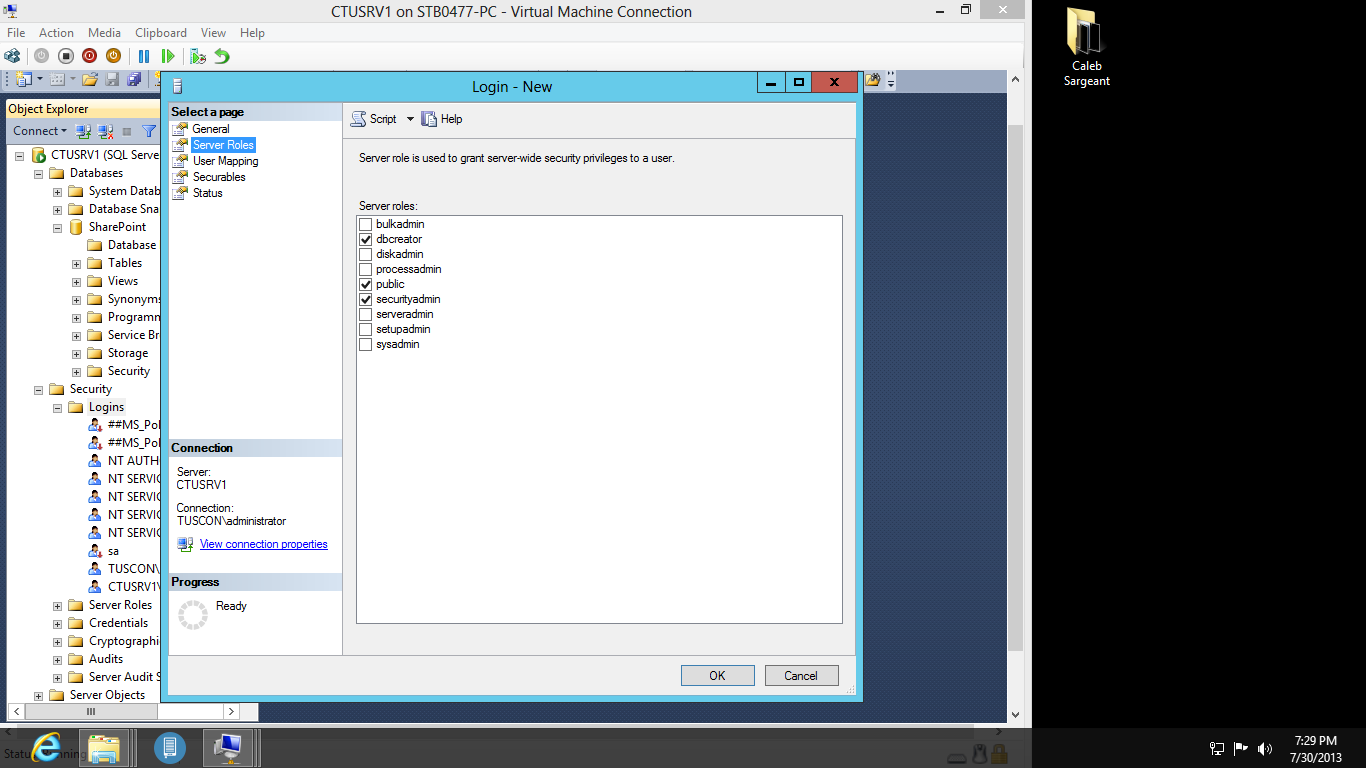 CTUSRV1 on STB0477-PC - Virtual Machine Connection
File Action Media Clipboard View Help
Caleb
Sargeant
Login - New
Object Explorer
Connect
CTUSRV1 (SQL Serve
Databases
System Datab
Database Sna
SharePoint
Database
Tables
Views
Synonyms
Programm
Service Br
Storage
Security
Security
Logins
##MS_Pol
##MS_Pol
NT AUTH
NT SERVIC
NT SERVIC
NT SERVIC
NT SERVIC
sa
TUSCON\
CTUSRV1\
Server Roles
Credentials
Cryptographi
Audits
Server Audit S
Server Objects
Select a page
General
Server Roles
User Mapping
Securables
Status
Connection
Server:
CTUSRV1
Connection:
TUSCON\administrator
View connection properties
Progress
Ready
Script Help
Server role is used to grant server-wide security privileges to a user.
Server roles:
bulkadmin
dbcreator
diskadmin
processadmin
public
securityadmin
serveradmin
setupadmin
sysadmin
OK Cancel
7:29 PM
7/30/2013